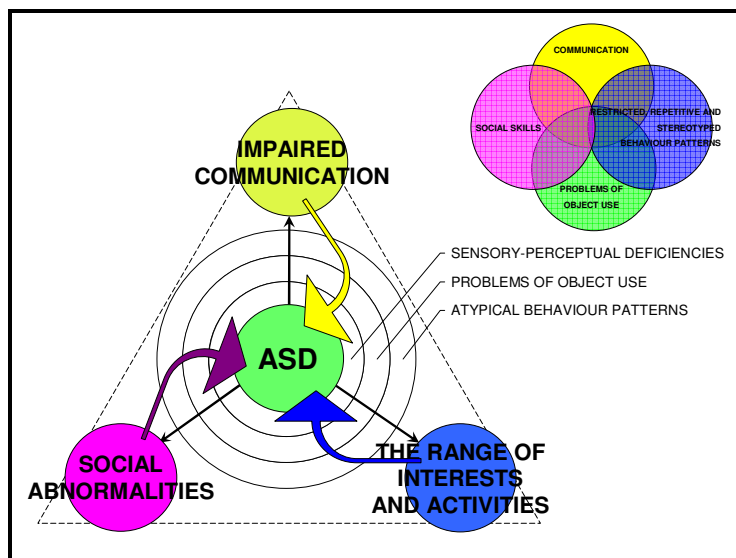 COMMUNICATION
SOCIAL SKILLS
RESTRICTED, REPETITIVE AND
STEREOTYPED
BEHAVIOUR PATTERNS
PROBLEMS OF
OBJECT USE
IMPAIRED
COMMUNICATION
SENSORY-PERCEPTUAL DEFICIENCIES
PROBLEMS OF OBJECT USE
ATYPICAL BEHAVIOUR PATTERNS
ASD
SOCIAL
ABNORMALITIES
THE RANGE OF
INTERESTS
AND ACTIVITIES